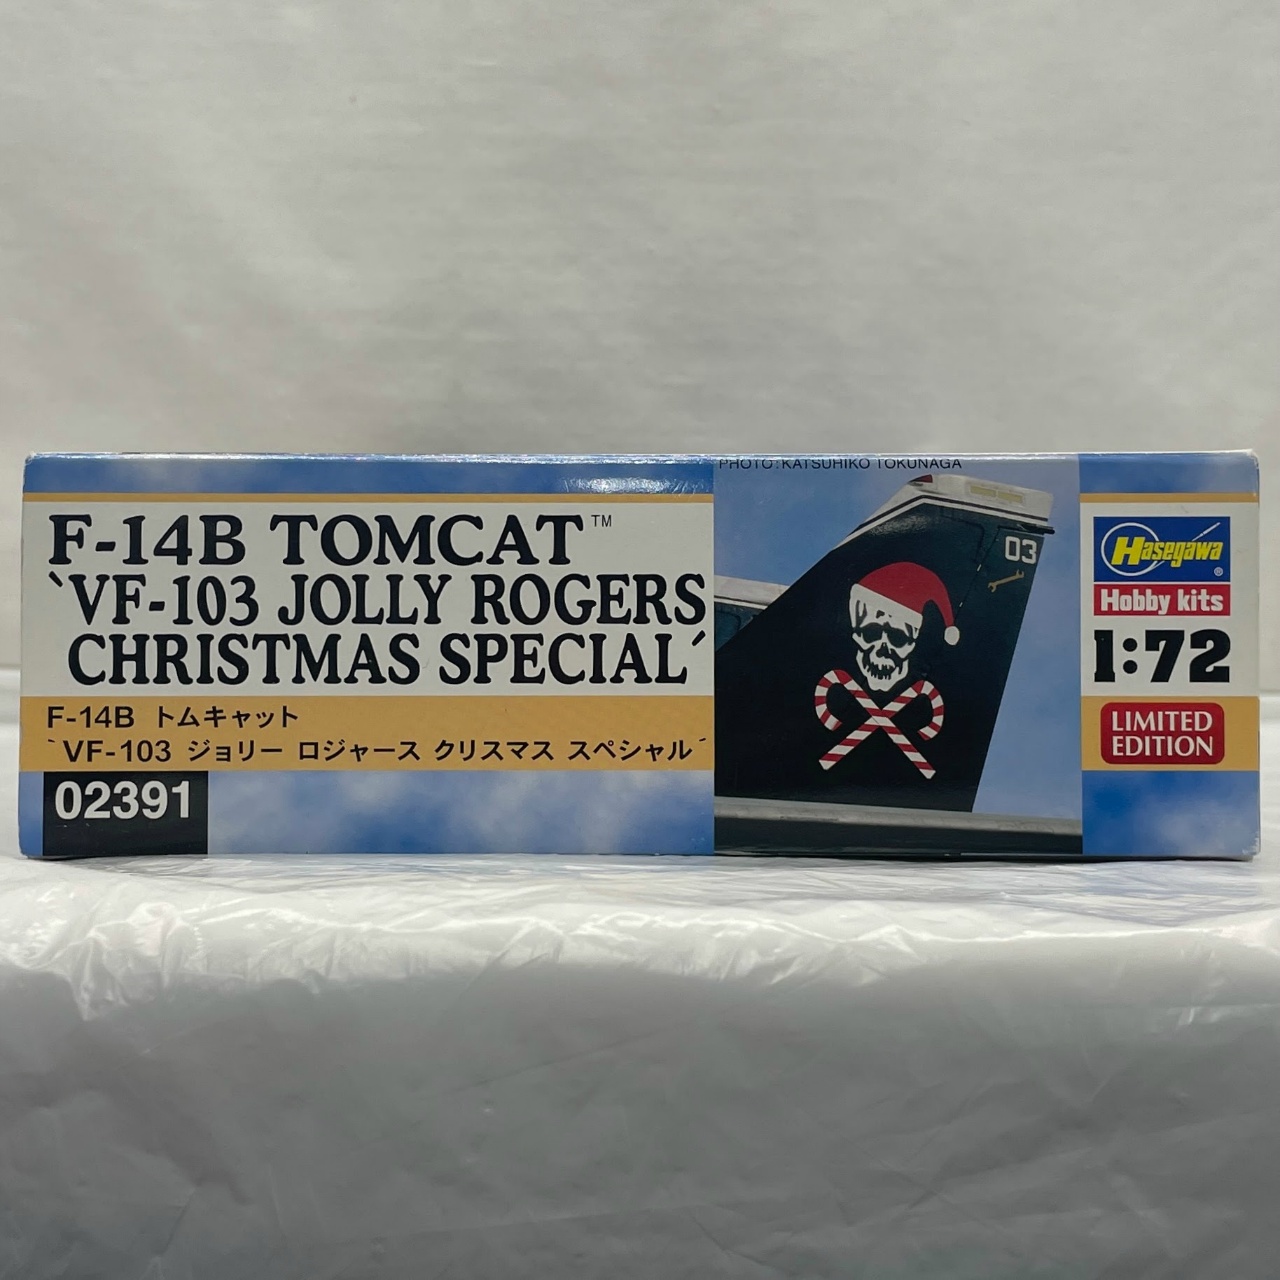 PHOTO:KATSUHIKO TOKUNAGA
F-14B TOMCAT™
`VF-103 JOLLY ROGERS
CHRISTMAS SPECIAL´
F-14B トムキャット
`VF-103 ジョリー ロジャース クリスマス スペシャル´
02391
03
Hasegawa®
Hobby kits
1:72
LIMITED
EDITION